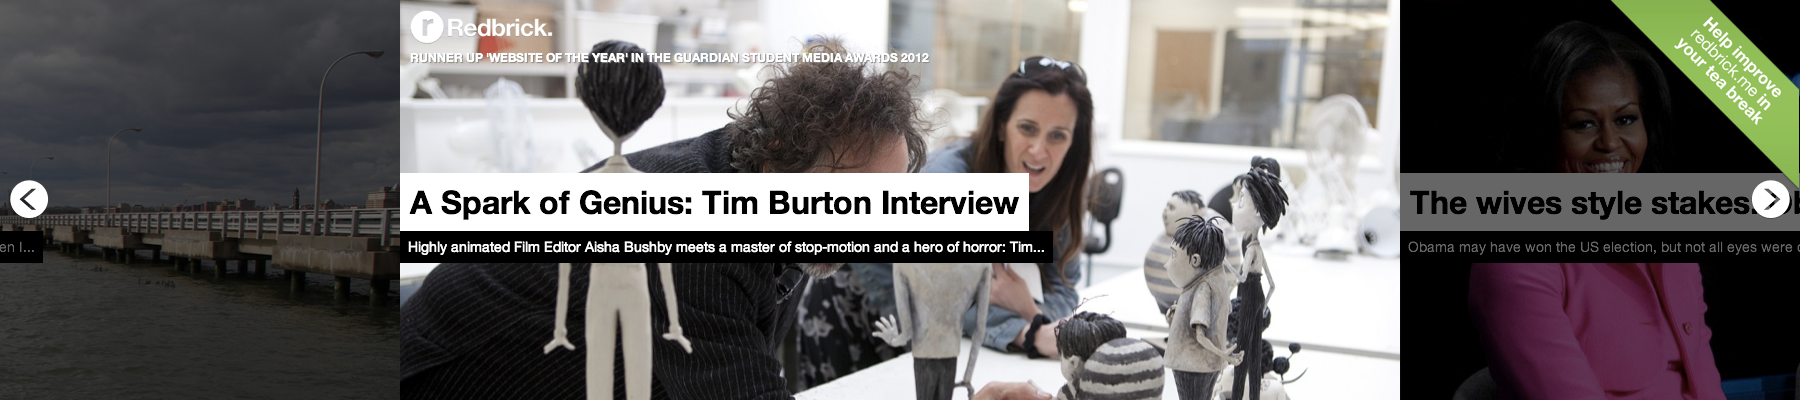 r Redbrick.
RUNNER UP 'WEBSITE OF THE YEAR' IN THE GUARDIAN STUDENT MEDIA AWARDS 2012
Help improve
redbrick.me in
your tea break
A Spark of Genius: Tim Burton Interview
Highly animated Film Editor Aisha Bushby meets a master of stop-motion and a hero of horror: Tim...
I...
The wives style stakes:
Obama may have won the US election, but not all eyes were